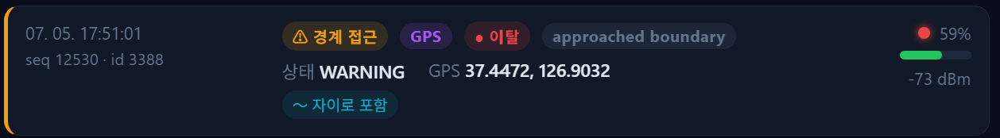 07. 05. 17:51:01
seq 12530 · id 3388
⚠ 경계 접근 GPS ● 이탈 approached boundary
상태 WARNING GPS 37.4472, 126.9032
〜 자이로 포함
59%
-73 dBm